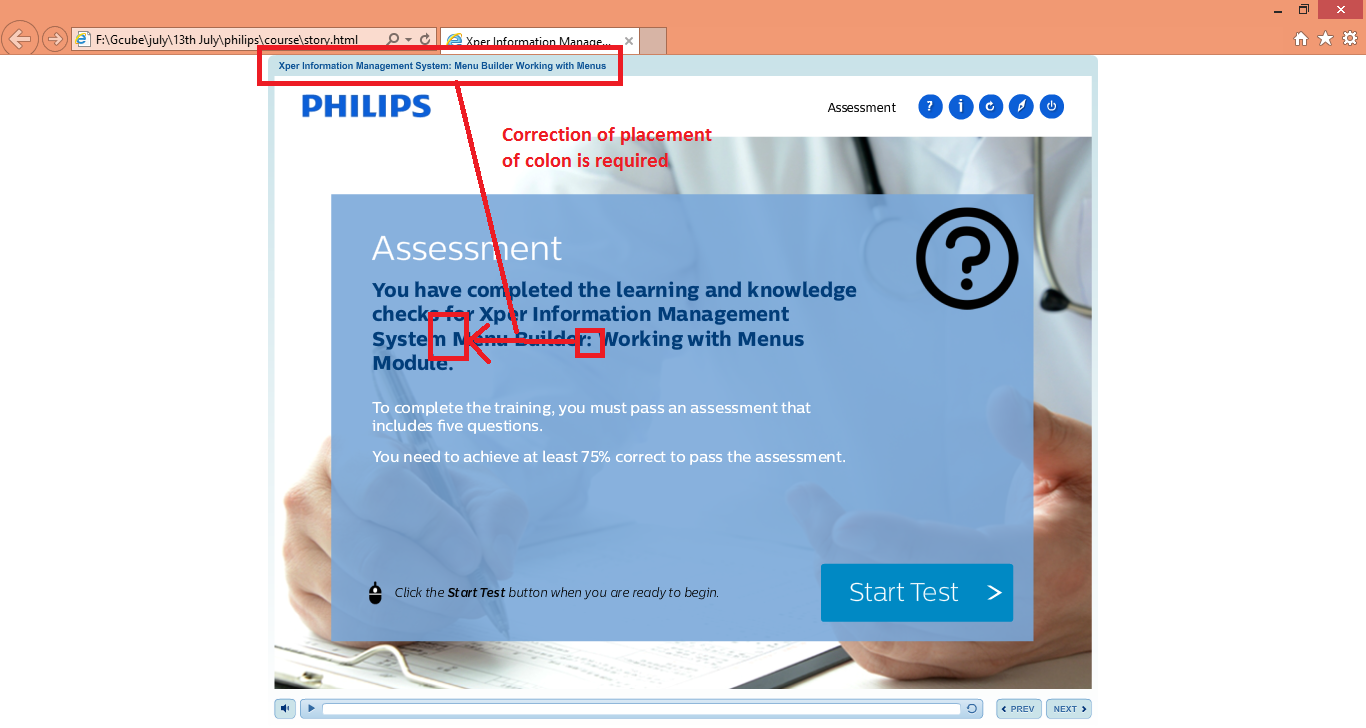 F:\Gcube\july\13th July\philips\course\story.html
Xper Information Manage...
Xper Information Management System: Menu Builder Working with Menus
PHILIPS
Assessment
Correction of placement
of colon is required
Assessment
You have completed the learning and knowledge
checks for Xper Information Management
System Menu Builder: Working with Menus
Module.
To complete the training, you must pass an assessment that
includes five questions.
You need to achieve at least 75% correct to pass the assessment.
Click the Start Test button when you are ready to begin.
Start Test >
PREV
NEXT